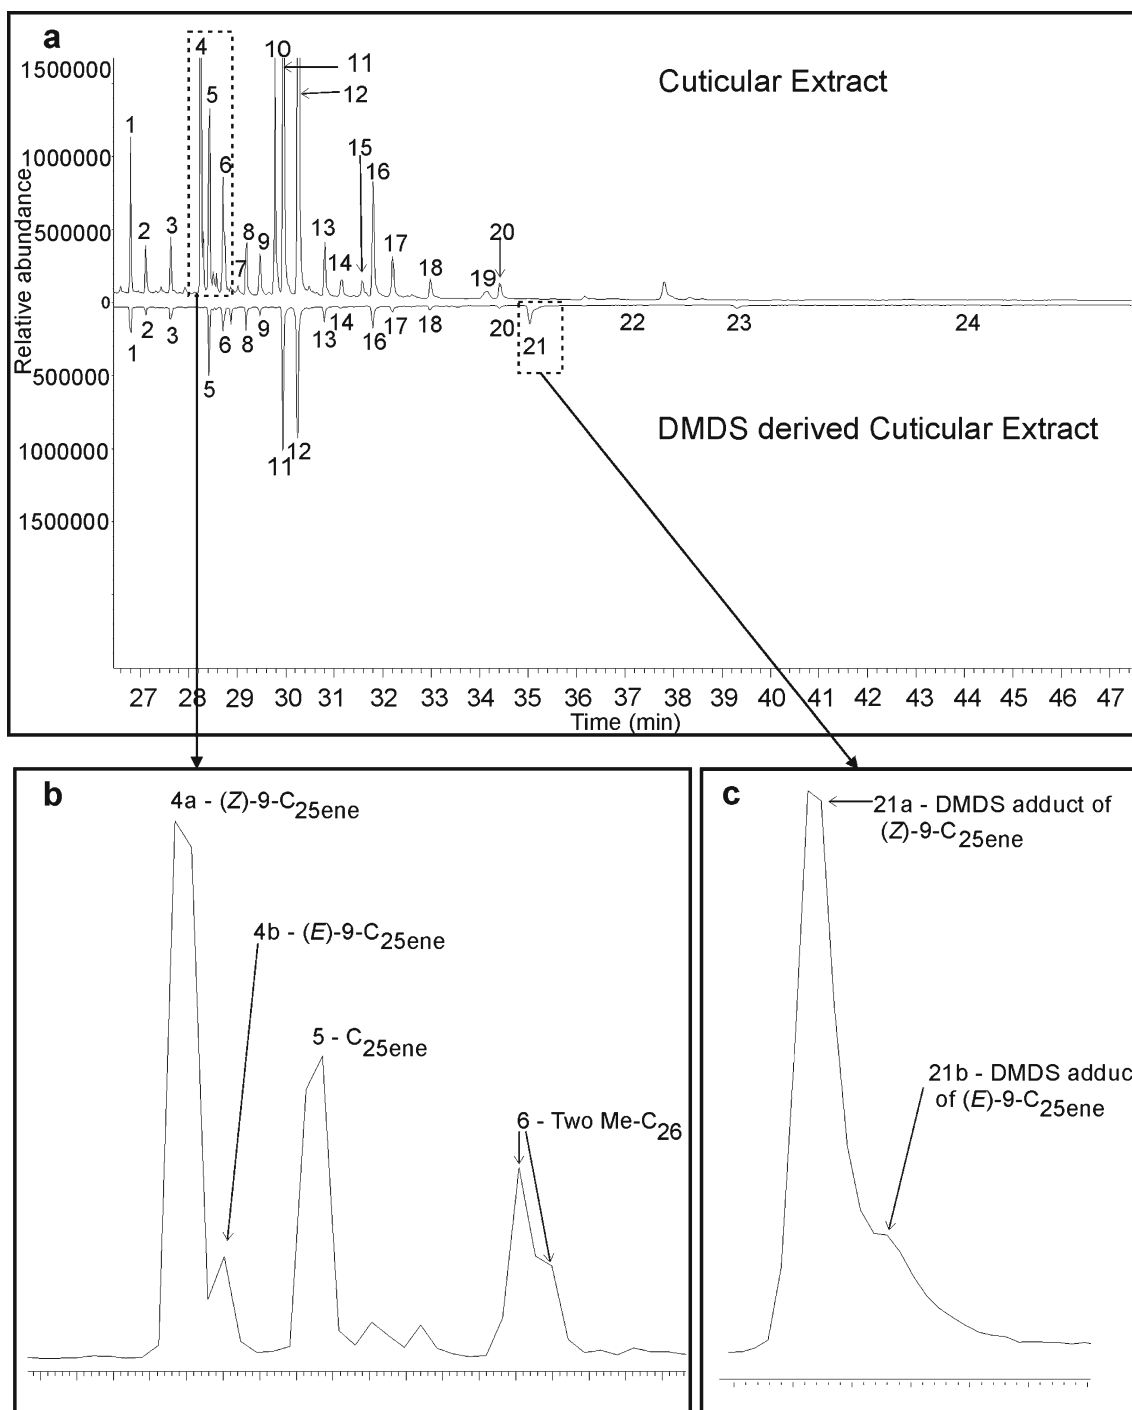 a
Cuticular Extract
Relative abundance
1500000
1000000
500000
0
500000
1000000
1500000
1
2
3
4
5
6
7
8
9
10
11
12
13
14
15
16
17
18
19
20
1
2
3
5
6
8
9
11
12
13
14
16
17
18
20
21
22
23
24
DMDS derived Cuticular Extract
27 28 29 30 31 32 33 34 35 36 37 38 39 40 41 42 43 44 45 46 47
Time (min)
b
4a - (Z)-9-C25ene
4b - (E)-9-C25ene
5 - C25ene
6 - Two Me-C26
c
21a - DMDS adduct of
(Z)-9-C25ene
21b - DMDS adduc
of (E)-9-C25ene